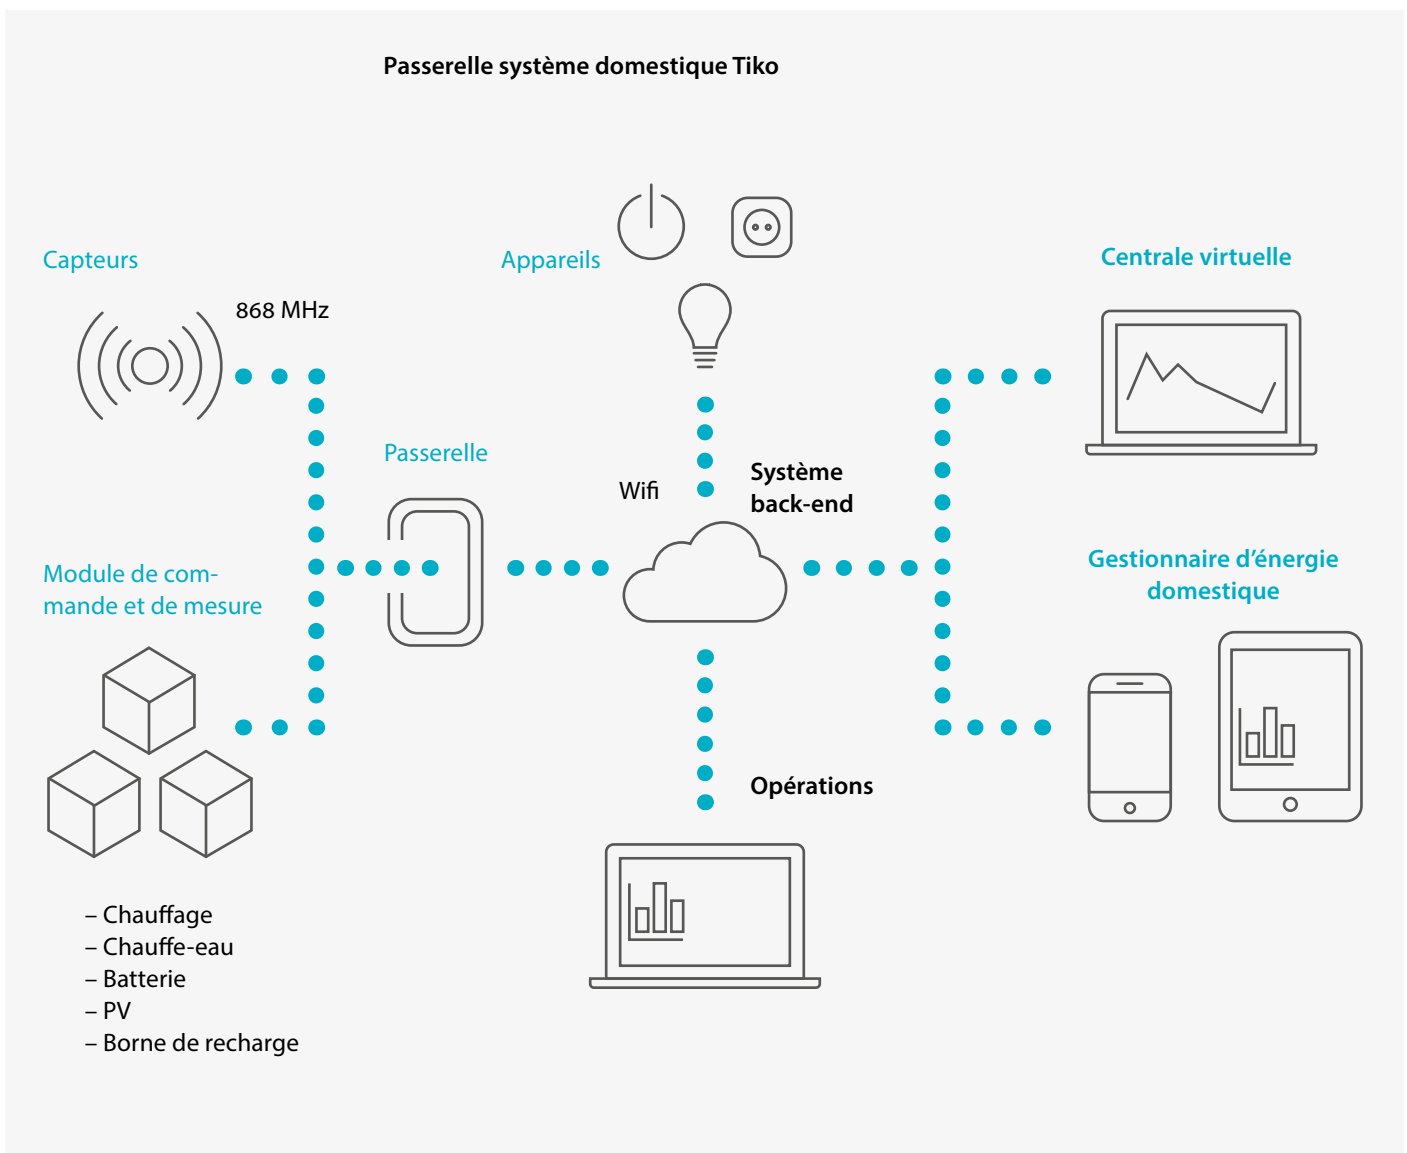 Passerelle système domestique Tiko
Capteurs
868 MHz
Appareils
Centrale virtuelle
Passerelle
Wifi
Système
back-end
Module de com-
mande et de mesure
Gestionnaire d’énergie
domestique
Opérations
– Chauffage
– Chauffe-eau
– Batterie
– PV
– Borne de recharge